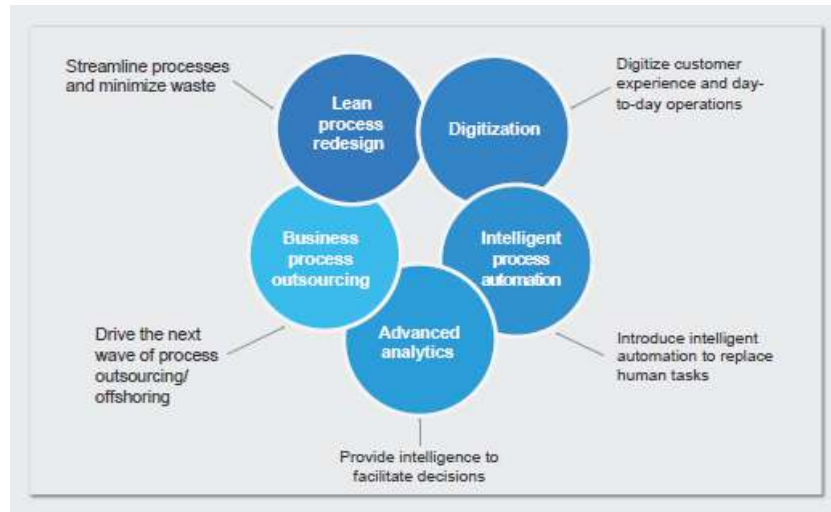 Streamline processes
and minimize waste
Lean
process
redesign
Digitization
Digitize customer
experience and day-
to-day operations
Business
process
outsourcing
Intelligent
process
automation
Advanced
analytics
Drive the next
wave of process
outsourcing/
offshoring
Introduce intelligent
automation to replace
human tasks
Provide intelligence to
facilitate decisions